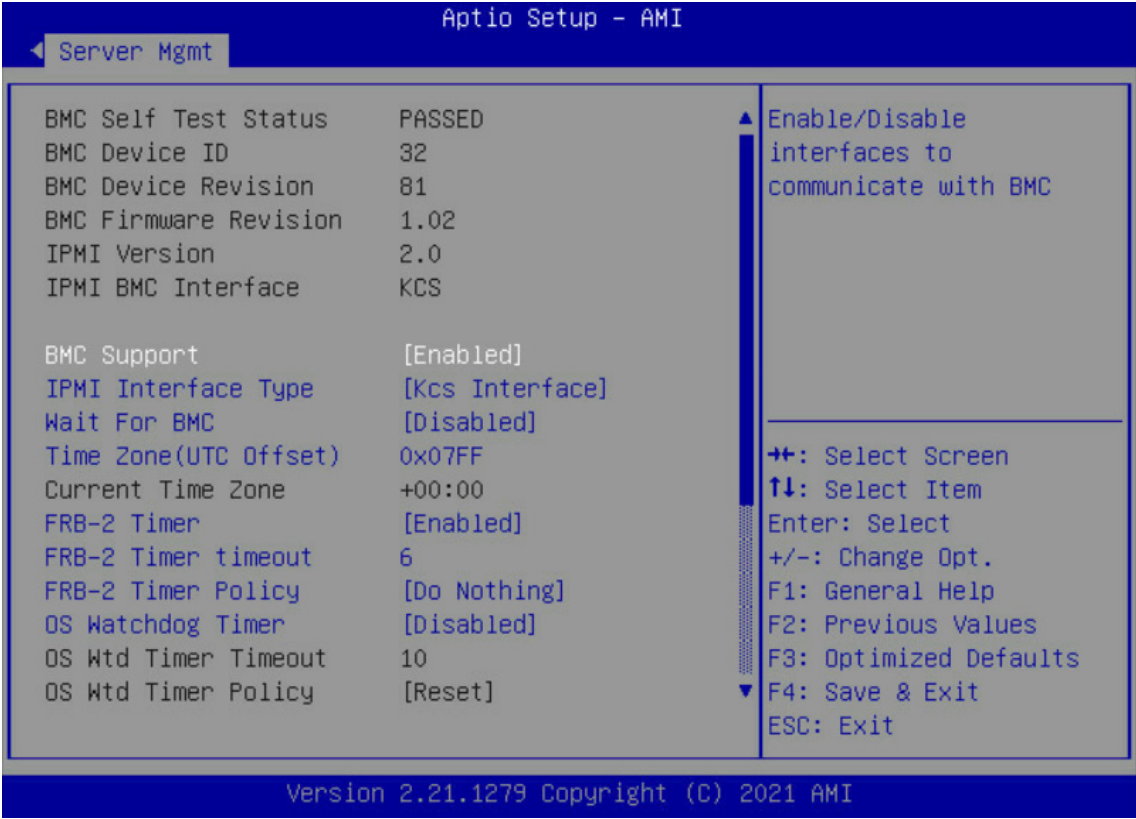 Aptio Setup – AMI
Server Mgmt
BMC Self Test Status PASSED
BMC Device ID 32
BMC Device Revision 81
BMC Firmware Revision 1.02
IPMI Version 2.0
IPMI BMC Interface KCS
BMC Support [Enabled]
IPMI Interface Type [Kcs Interface]
Wait For BMC [Disabled]
Time Zone(UTC Offset) 0x07FF
Current Time Zone +00:00
FRB-2 Timer [Enabled]
FRB-2 Timer timeout 6
FRB-2 Timer Policy [Do Nothing]
OS Watchdog Timer [Disabled]
OS Wtd Timer Timeout 10
OS Wtd Timer Policy [Reset]
Enable/Disable
interfaces to
communicate with BMC
→←: Select Screen
↑↓: Select Item
Enter: Select
+/-: Change Opt.
F1: General Help
F2: Previous Values
F3: Optimized Defaults
F4: Save & Exit
ESC: Exit
Version 2.21.1279 Copyright (C) 2021 AMI